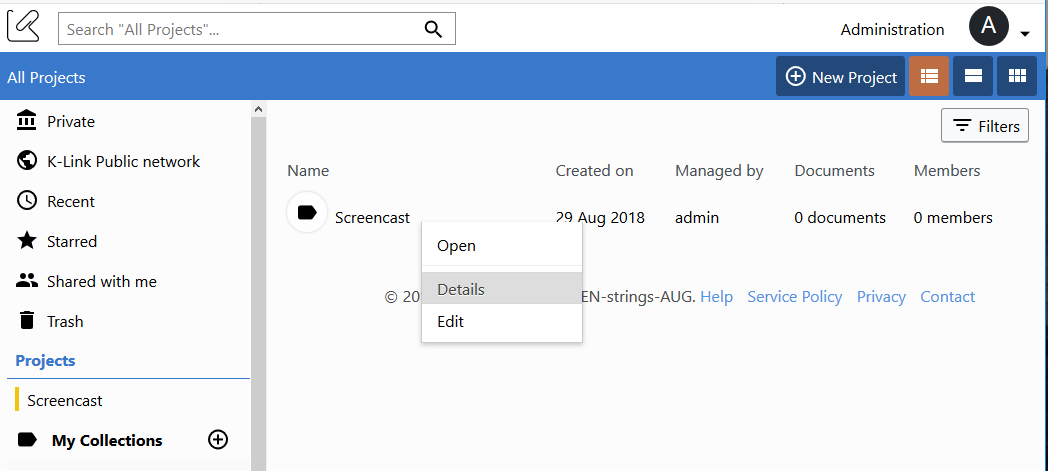 Search "All Projects"...
Administration
A
All Projects
New Project
Private
K-Link Public network
Recent
Starred
Shared with me
Trash
Projects
Screencast
My Collections
Filters
Name Created on Managed by Documents Members
Screencast 29 Aug 2018 admin 0 documents 0 members
Open
Details
Edit
© EN-strings-AUG. Help Service Policy Privacy Contact